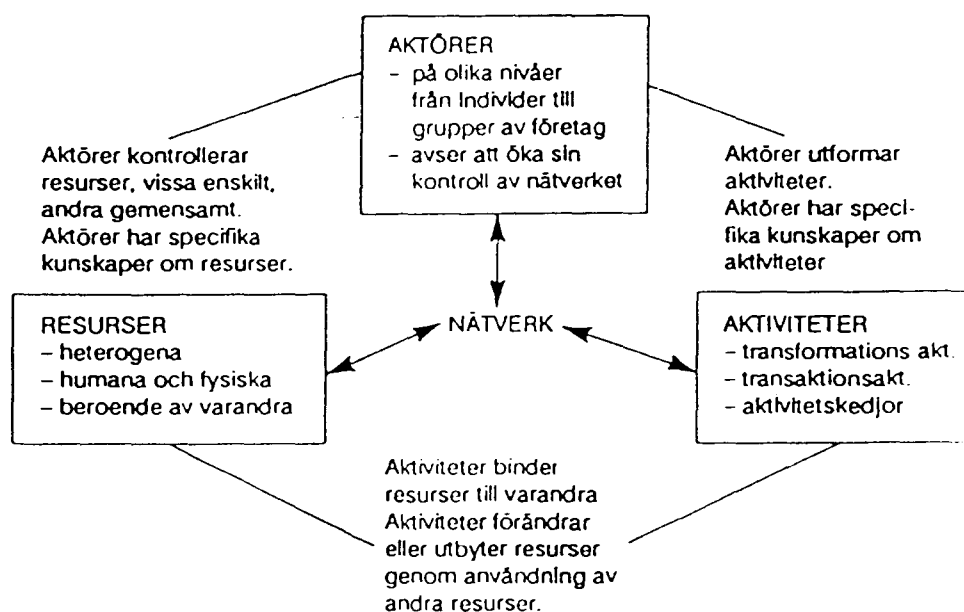 AKTÖRER
– på olika nivåer
från individer till
grupper av företag
– avser att öka sin
kontroll av nätverket
Aktörer kontrollerar
resurser, vissa enskilt,
andra gemensamt.
Aktörer har specifika
kunskaper om resurser.
Aktörer utformar
aktiviteter.
Aktörer har speci-
fika kunskaper om
aktiviteter
RESURSER
– heterogena
– humana och fysiska
– beroende av varandra
NÄTVERK
AKTIVITETER
– transformations akt.
– transaktionsakt.
– aktivitetskedjor
Aktiviteter binder
resurser till varandra
Aktiviteter förändrar
eller utbyter resurser
genom användning av
andra resurser.